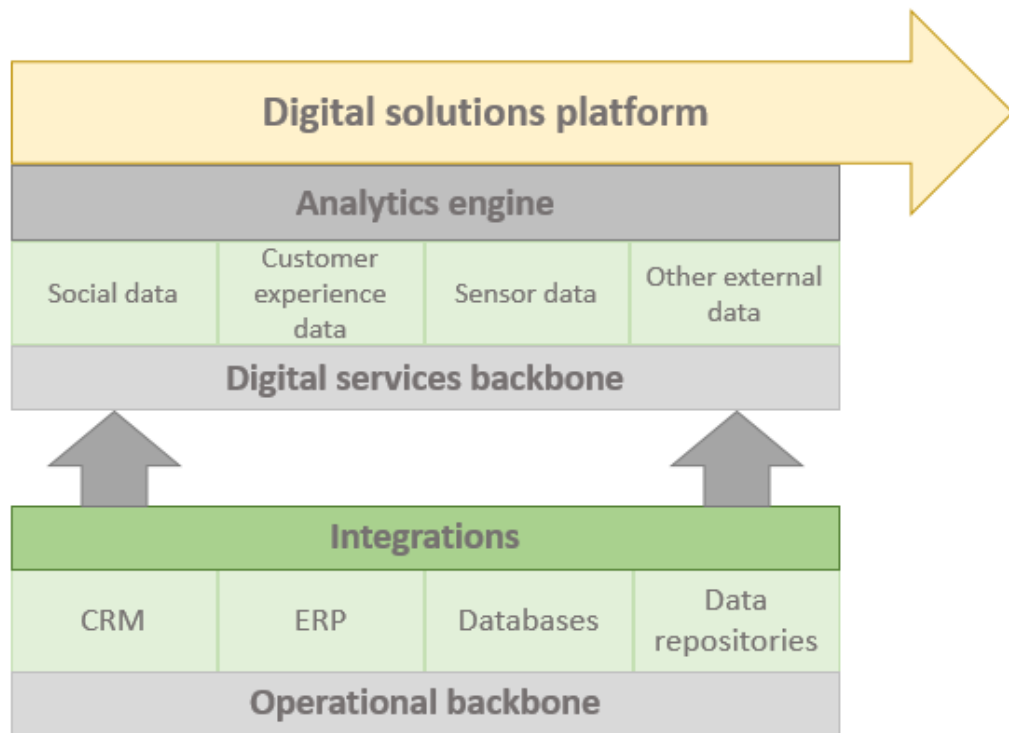 Digital solutions platform
Analytics engine
Social data
Customer
experience
data
Sensor data
Other external
data
Digital services backbone
Integrations
CRM
ERP
Databases
Data
repositories
Operational backbone